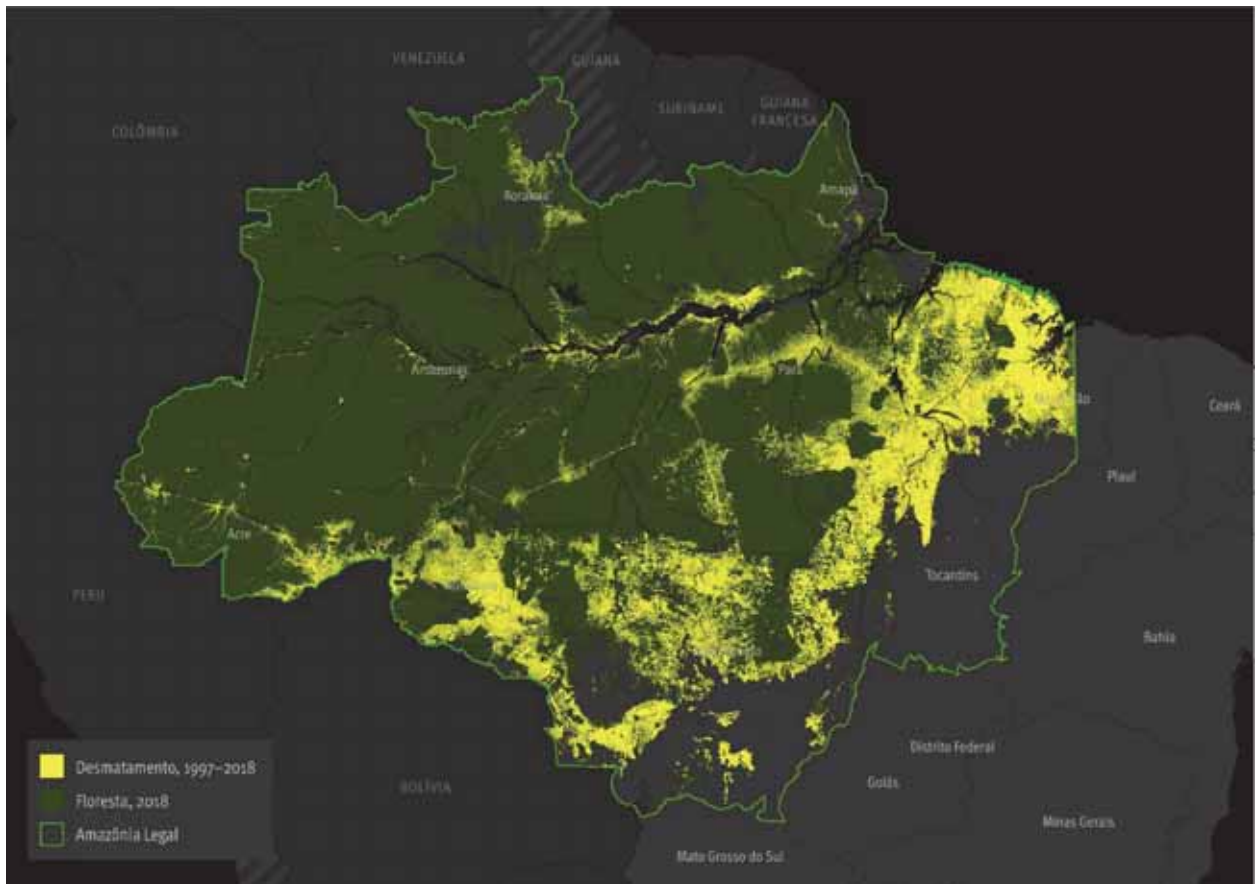 VENEZUELA
GUIANA
SURINAME
GUIANA
FRANCESA
COLÔMBIA
Roraima
Amapá
Amazonas
Pará
Ceará
Piauí
Acre
Tocantins
PERU
Bahia
Distrito Federal
Goiás
BOLÍVIA
Minas Gerais
Mato Grosso do Sul
Desmatamento, 1997–2018
Floresta, 2018
Amazônia Legal